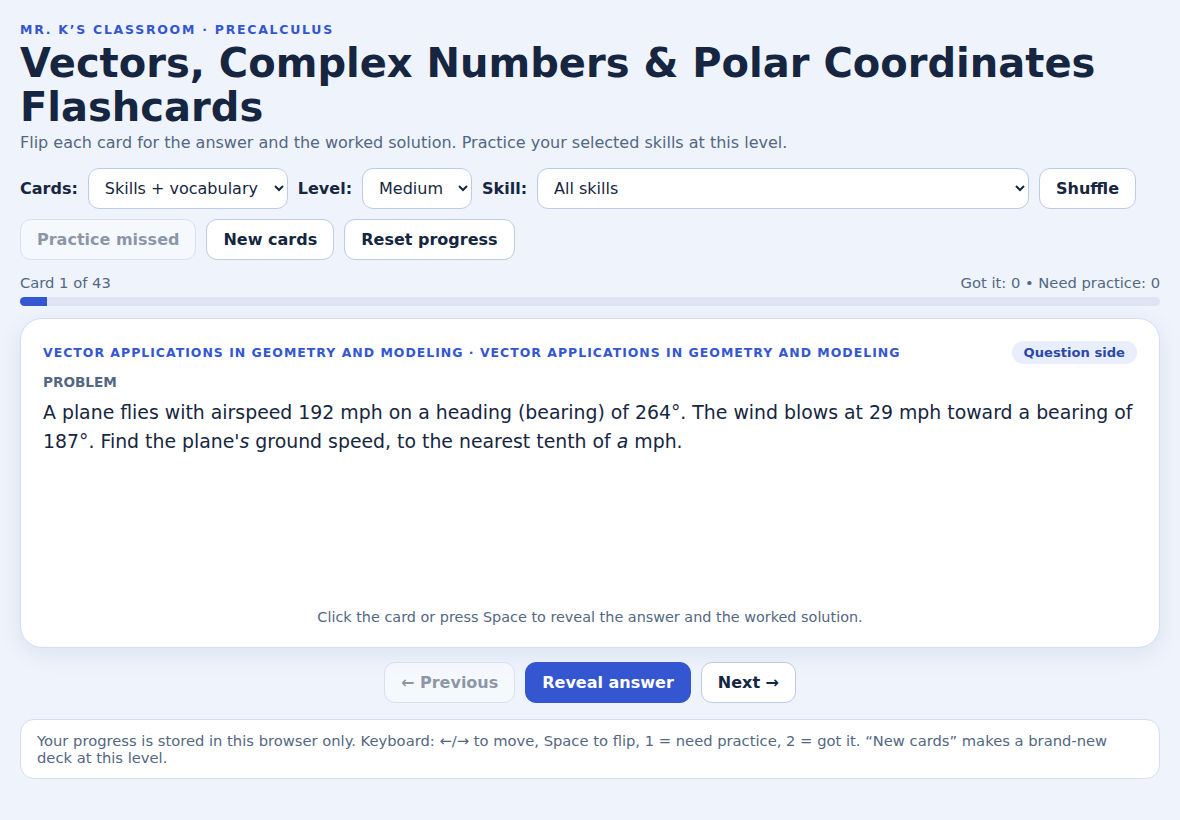 MR. K’S CLASSROOM · PRECALCULUS
Vectors, Complex Numbers & Polar Coordinates
Flashcards
Flip each card for the answer and the worked solution. Practice your selected skills at this level.
Cards: Skills + vocabulary Level: Medium Skill: All skills Shuffle
Practice missed New cards Reset progress
Card 1 of 43 Got it: 0 • Need practice: 0
VECTOR APPLICATIONS IN GEOMETRY AND MODELING · VECTOR APPLICATIONS IN GEOMETRY AND MODELING Question side
PROBLEM
A plane flies with airspeed 192 mph on a heading (bearing) of 264°. The wind blows at 29 mph toward a bearing of
187°. Find the plane's ground speed, to the nearest tenth of a mph.
Click the card or press Space to reveal the answer and the worked solution.
← Previous Reveal answer Next →
Your progress is stored in this browser only. Keyboard: ←/→ to move, Space to flip, 1 = need practice, 2 = got it. “New cards” makes a brand-new
deck at this level.